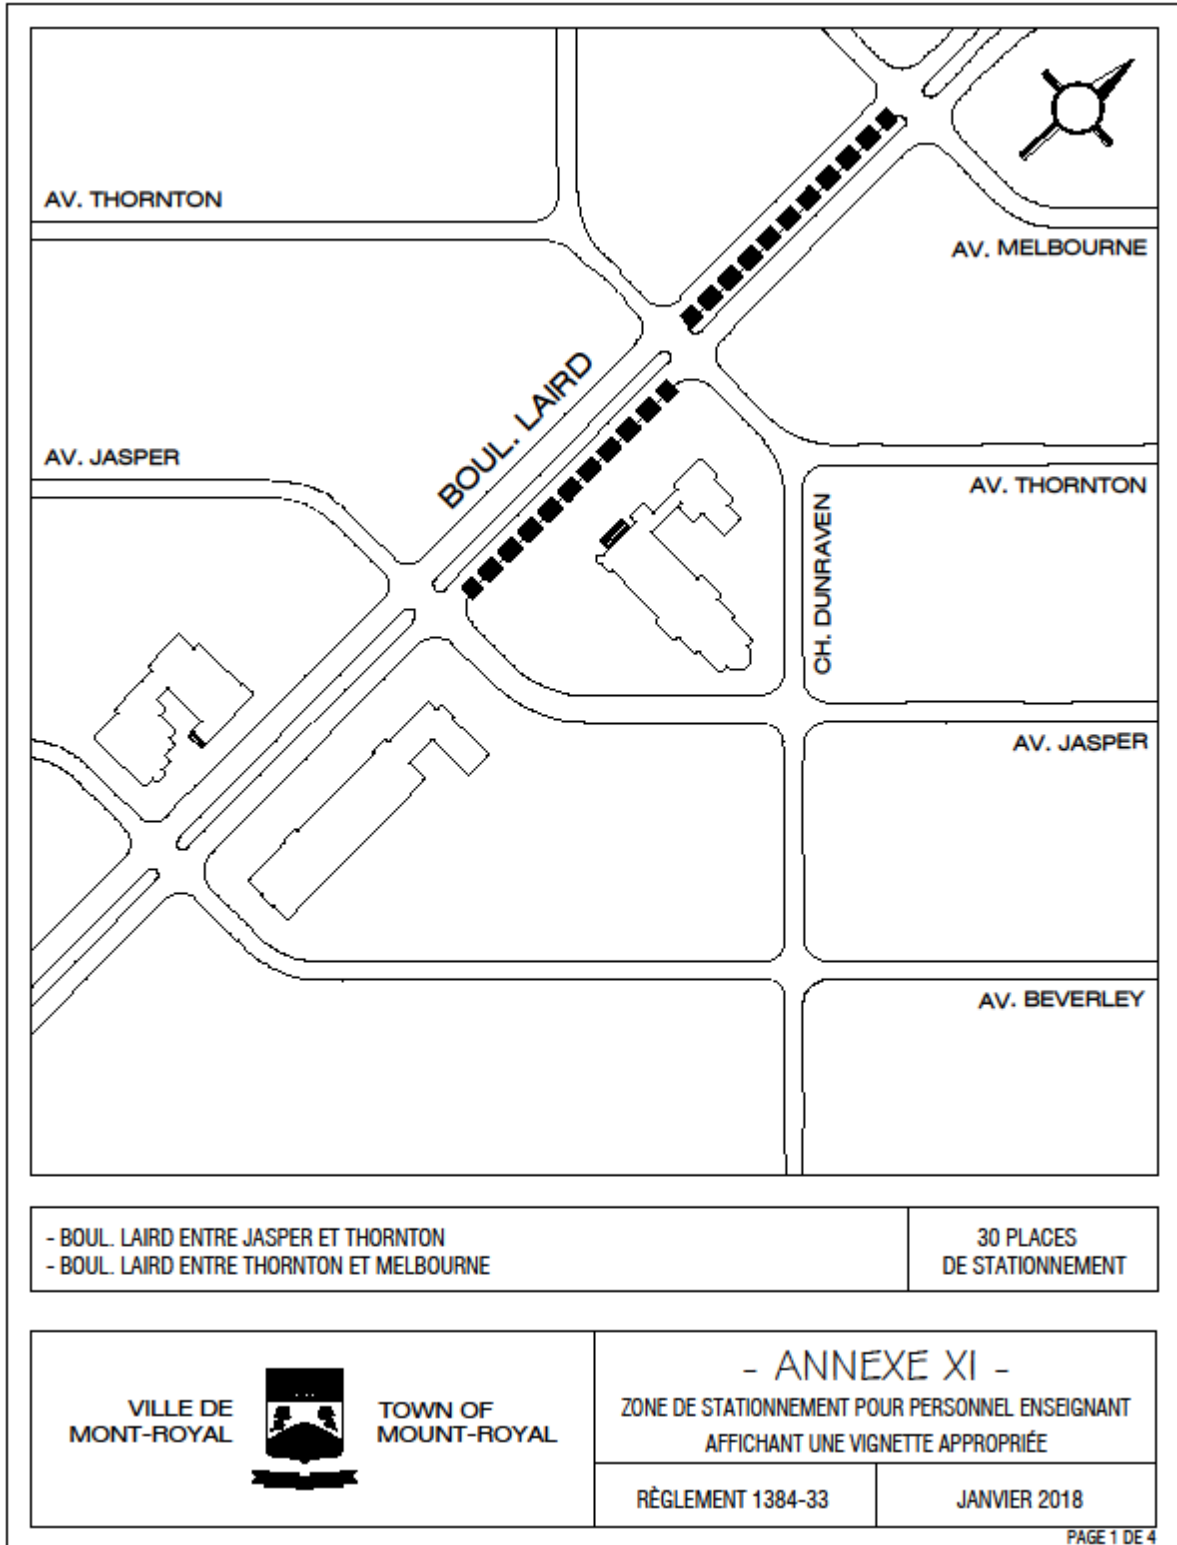 AV. THORNTON
AV. MELBOURNE
BOUL. LAIRD
AV. JASPER
AV. THORNTON
CH. DUNRAVEN
AV. JASPER
AV. BEVERLEY
- BOUL. LAIRD ENTRE JASPER ET THORNTON
- BOUL. LAIRD ENTRE THORNTON ET MELBOURNE
30 PLACES
DE STATIONNEMENT
VILLE DE
MONT-ROYAL
TOWN OF
MOUNT-ROYAL
- ANNEXE XI -
ZONE DE STATIONNEMENT POUR PERSONNEL ENSEIGNANT
AFFICHANT UNE VIGNETTE APPROPRIÉE
RÈGLEMENT 1384-33
JANVIER 2018
PAGE 1 DE 4